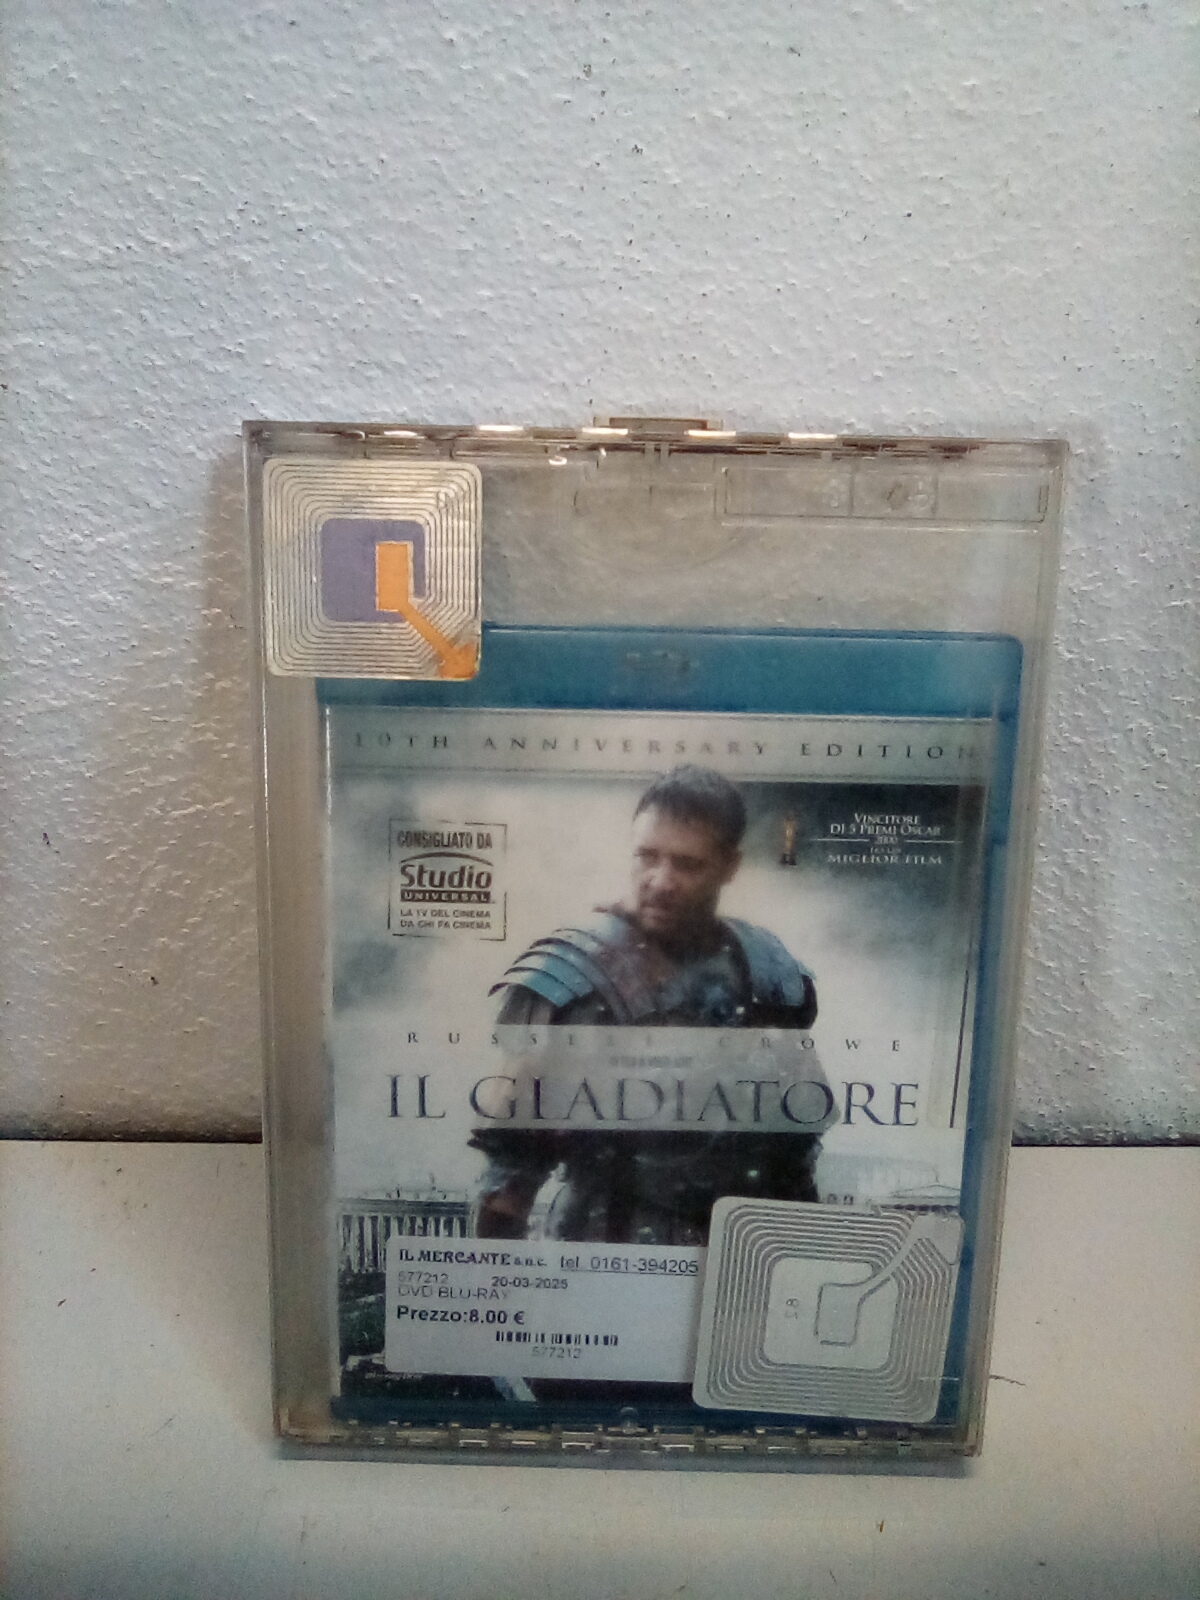 10TH ANNIVERSARY EDITION
CONSIGLIATO DA
Studio
UNIVERSAL
LA TV DEL CINEMA
DA CHI FA CINEMA
VINCITORE
DI 5 PREMI OSCAR
2000
MIGLIOR FILM
RUSSELL CROWE
IL GLADIATORE
IL MERCANTE s.n.c. tel. 0161-394205
577212 20-03-2025
DVD BLU-RAY
Prezzo:8.00 €
577212